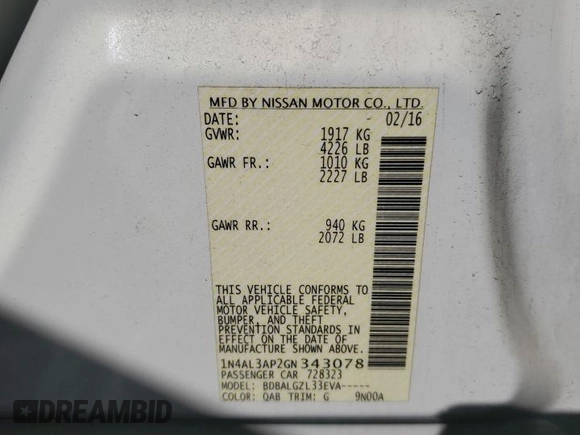 MFD BY NISSAN MOTOR CO., LTD.
DATE: 02/16
GVWR: 1917 KG
4226 LB
GAWR FR.: 1010 KG
2227 LB
GAWR RR.: 940 KG
2072 LB
THIS VEHICLE CONFORMS TO
ALL APPLICABLE FEDERAL
MOTOR VEHICLE SAFETY,
BUMPER, AND THEFT
PREVENTION STANDARDS
IN EFFECT ON THE DATE OF
MANUFACTURE SHOWN ABOVE.
1N4AL3AP2GN343078
PASSENGER CAR 728323
MODEL: BDBALGZL33EVA-----
COLOR: QAB TRIM: G 9N00A
DREAMBID